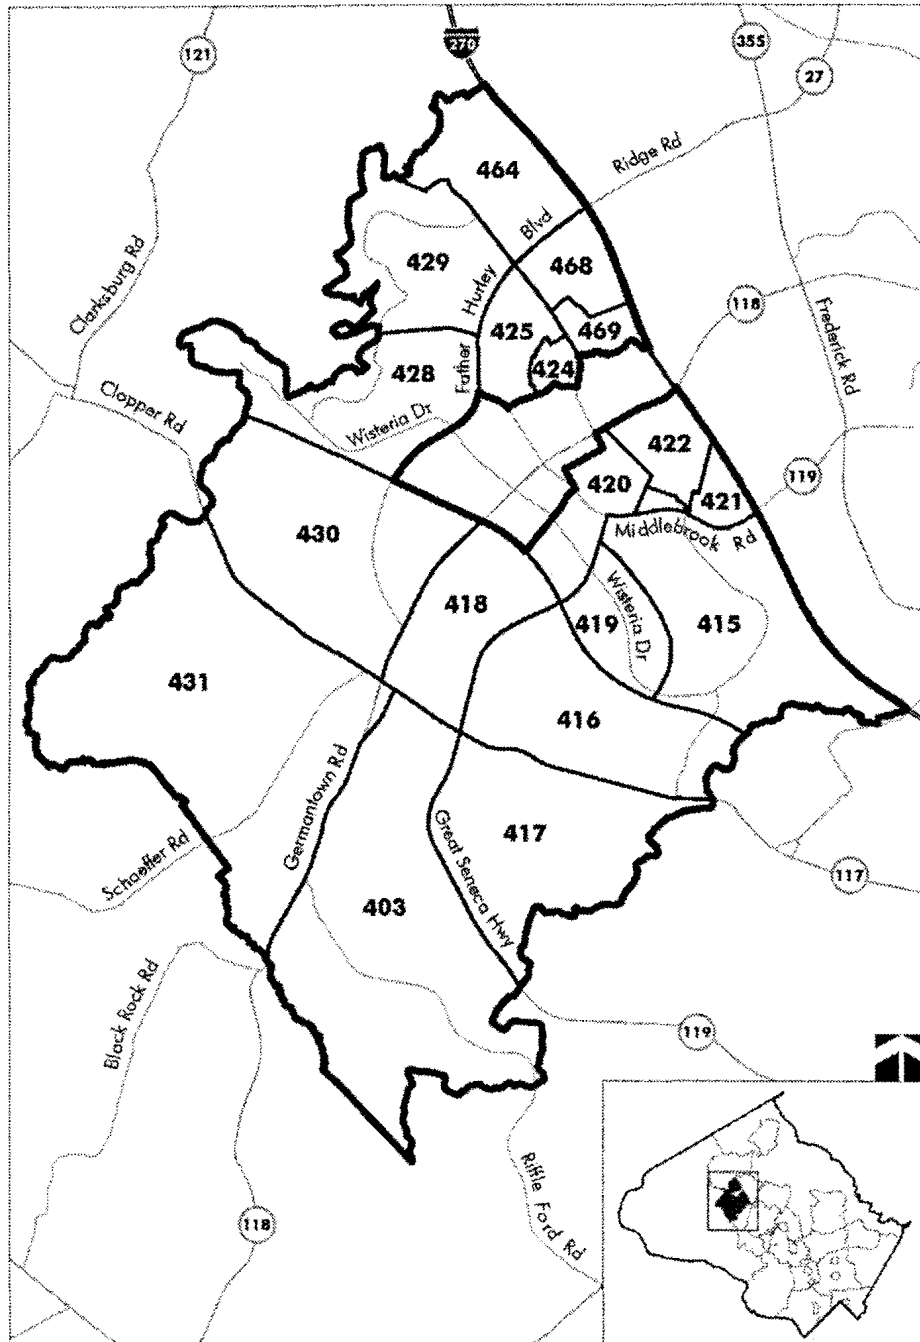 121
270
355
27
Ridge Rd
464
Blvd
Clarksburg Rd
429
468
Hurley
118
Frederick Rd
425
469
Father
424
428
Clopper Rd
Wisteria Dr
422
119
420
421
430
Middlebrook Rd
418
Wisteria Dr
419
415
431
416
Germantown Rd
417
Great Seneca Hwy
Schaeffer Rd
117
403
Black Rock Rd
119
Riffle Ford Rd
118